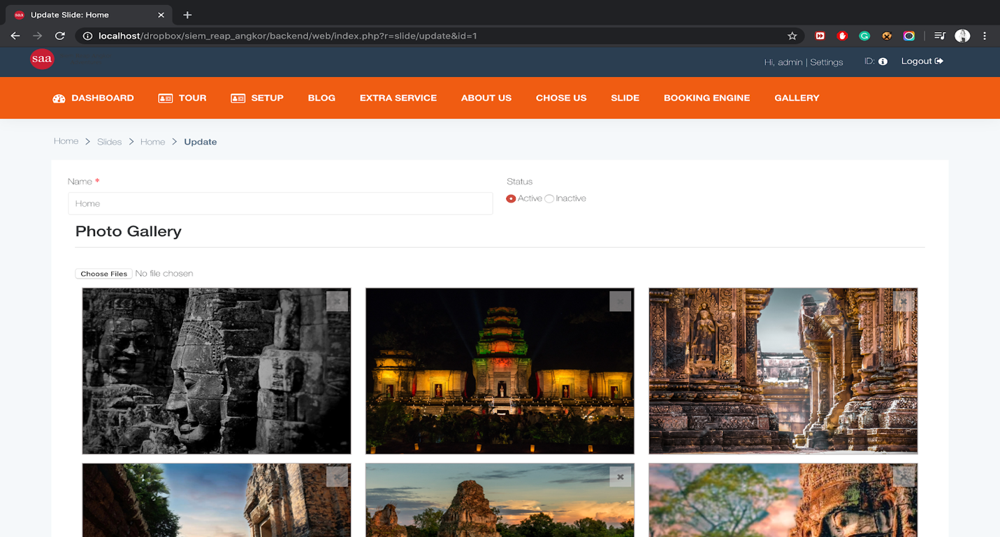 saa Update Slide: Home
localhost/dropbox/siem_reap_angkor/backend/web/index.php?r=slide/update&id=1
saa
Hi, admin | Settings ID: Logout
DASHBOARD TOUR SETUP BLOG EXTRA SERVICE ABOUT US CHOSE US SLIDE BOOKING ENGINE GALLERY
Home > Slides > Home > Update
Name * Status
Home
Active Inactive
Photo Gallery
Choose Files No file chosen